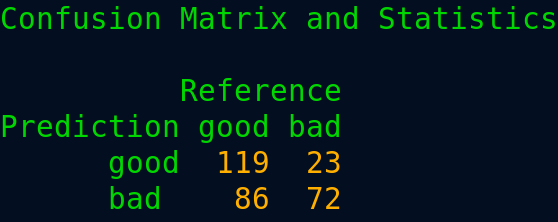 Confusion Matrix and Statistics
Reference
Prediction good bad
good 119 23
bad 86 72